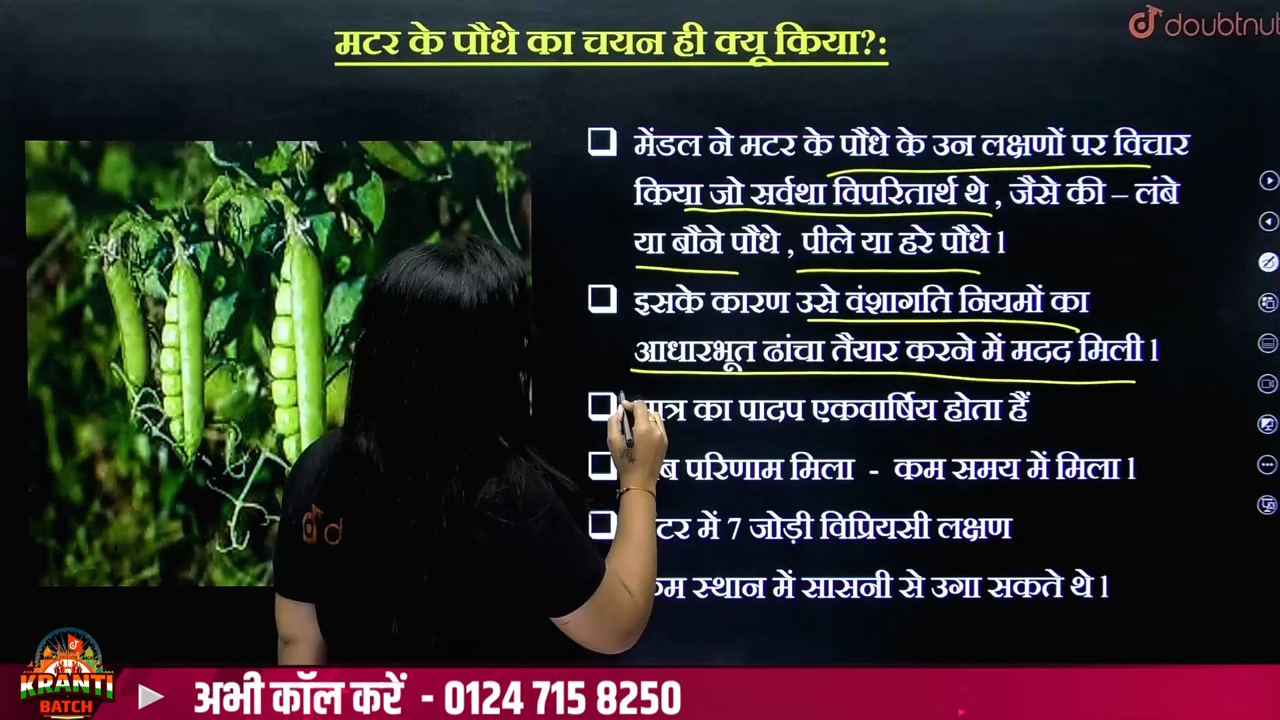 मटर के पौधे का चयन ही क्यू किया?:
doubtnut
मेंडल ने मटर के पौधे के उन लक्षणों पर विचार
किया जो सर्वथा विपरितार्थ थे , जैसे की – लंबे
या बौने पौधे , पीले या हरे पौधे l
इसके कारण उसे वंशागति नियमों का
आधारभूत ढांचा तैयार करने में मदद मिली l
का पादप एकवार्षिय होता हैं
परिणाम मिला - कम समय में मिला l
में 7 जोड़ी विप्रियसी लक्षण
स्थान में सासनी से उगा सकते थे l
KRANTI
BATCH
अभी कॉल करें - 0124 715 8250